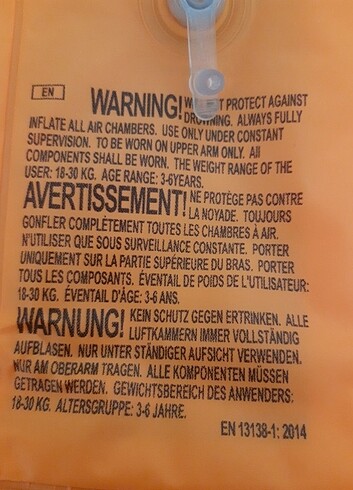 EN
WARNING! WILL NOT PROTECT AGAINST
DROWNING. ALWAYS FULLY
INFLATE ALL AIR CHAMBERS. USE ONLY UNDER CONSTANT
SUPERVISION. TO BE WORN ON UPPER ARM ONLY. All
COMPONENTS SHALL BE WORN. THE WEIGHT RANGE OF THE
USER: 18-30 KG. AGE RANGE: 3-6YEARS.
AVERTISSEMENT! NE PROTÈGE PAS CONTRE
LA NOYADE. TOUJOURS
GONFLER COMPLÈTEMENT TOUTES LES CHAMBRES À AIR.
N'UTILISER QUE SOUS SURVEILLANCE CONSTANTE. PORTER
UNIQUEMENT SUR LA PARTIE SUPÉRIEURE DU BRAS. PORTER
TOUS LES COMPOSANTS. ÉVENTAIL DE POIDS DE L'UTILISATEUR:
18-30 KG. ÉVENTAIL D'ÂGE: 3-6 ANS.
WARNUNG! KEIN SCHUTZ GEGEN ERTRINKEN. ALLE
LUFTKAMMERN IMMER VOLLSTÄNDIG
AUFBLASEN. NUR UNTER STÄNDIGER AUFSICHT VERWENDEN.
NUR AM OBERARM TRAGEN. ALLE KOMPONENTEN MÜSSEN
GETRAGEN WERDEN. GEWICHTSBEREICH DES ANWENDERS:
18-30 KG. ALTERSGRUPPE: 3-6 JAHRE.
EN 13138-1: 2014